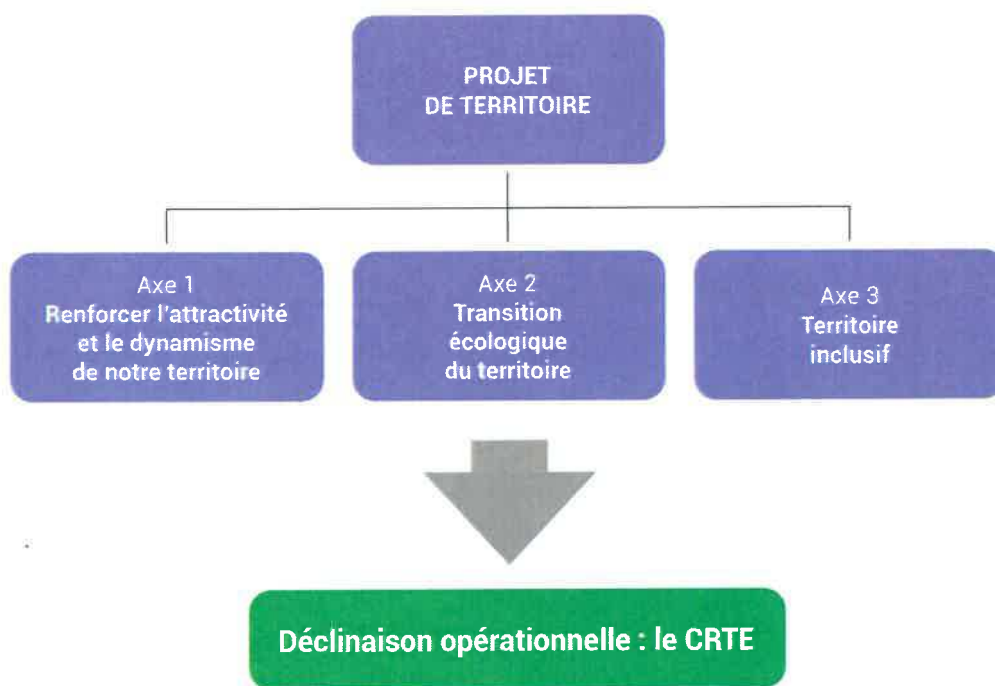 PROJET
DE TERRITOIRE
Axe 1
Renforcer l'attractivité
et le dynamisme
de notre territoire
Axe 2
Transition
écologique
du territoire
Axe 3
Territoire
inclusif
Déclinaison opérationnelle : le CRTE